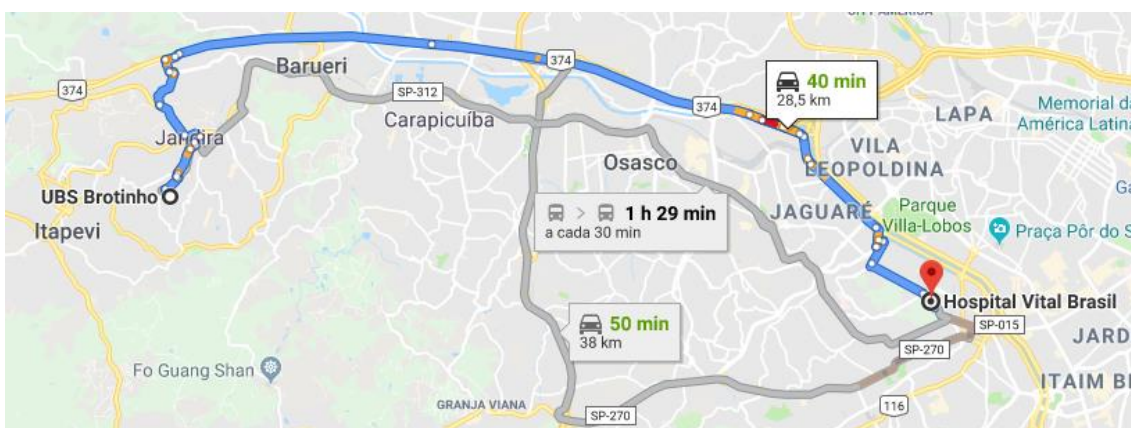 374
Barueri
374
SP-312
Carapicuíba
374
40 min
28,5 km
LAPA
Memorial da
América Latina
VILA
LEOPOLDINA
Jandira
Osasco
UBS Brotinho
Itapevi
1 h 29 min
a cada 30 min
JAGUARÉ
Parque
Villa-Lobos
Praça Pôr do S
Hospital Vital Brasil
SP-015
50 min
38 km
SP-270
JARD
Fo Guang Shan
ITAIM BI
GRANJA VIANA
SP-270
116